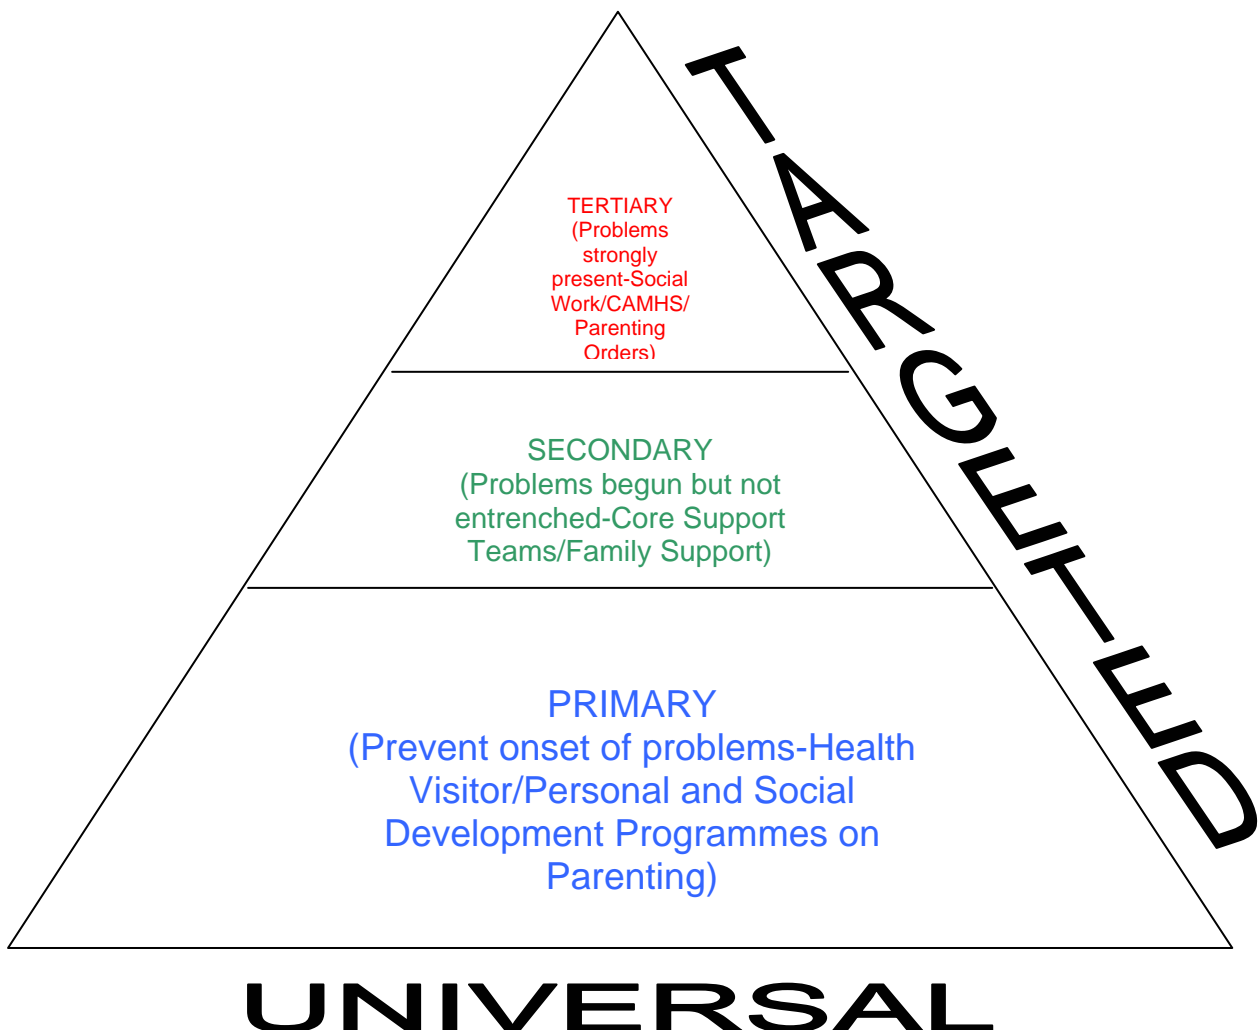 TARGETED
TERTIARY
(Problems
strongly
present-Social
Work/CAMHS/
Parenting
Orders)
SECONDARY
(Problems begun but not
entrenched-Core Support
Teams/Family Support)
PRIMARY
(Prevent onset of problems-Health
Visitor/Personal and Social
Development Programmes on
Parenting)
UNIVERSAL